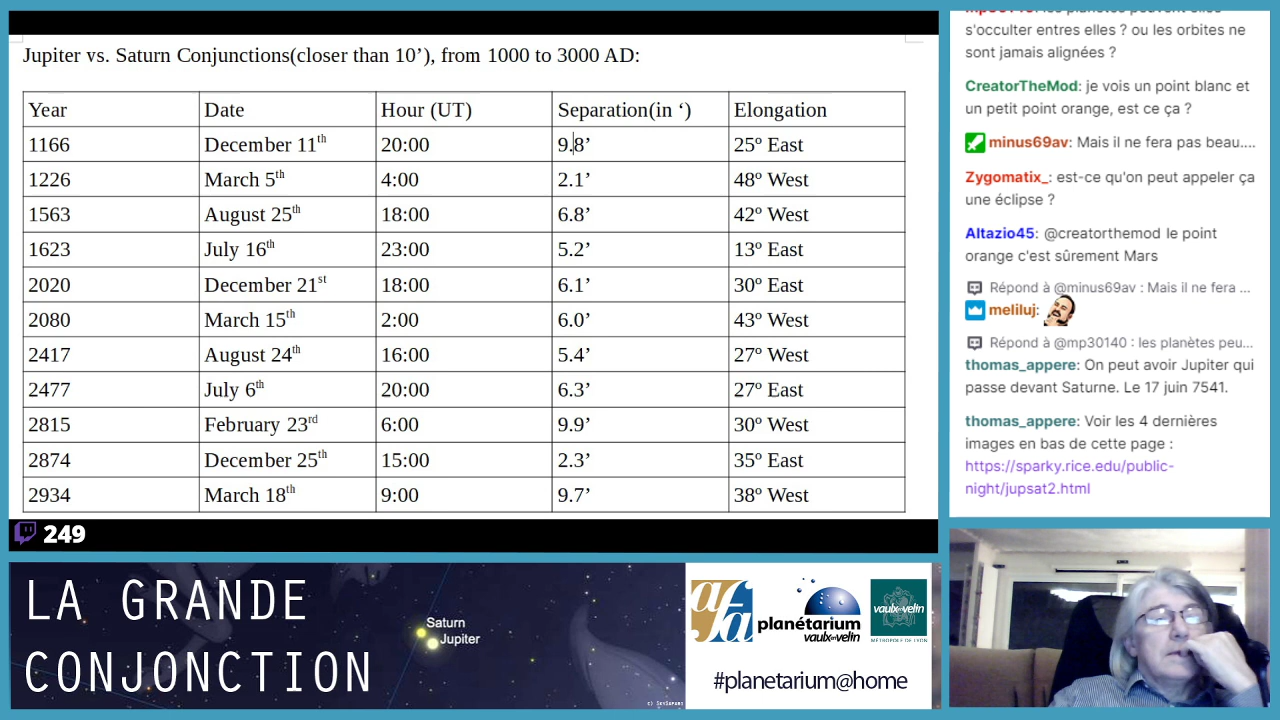 Jupiter vs. Saturn Conjunctions(closer than 10’), from 1000 to 3000 AD:
Year Date Hour (UT) Separation(in ‘) Elongation
1166 December 11th 20:00 9.8’ 25º East
1226 March 5th 4:00 2.1’ 48º West
1563 August 25th 18:00 6.8’ 42º West
1623 July 16th 23:00 5.2’ 13º East
2020 December 21st 18:00 6.1’ 30º East
2080 March 15th 2:00 6.0’ 43º West
2417 August 24th 16:00 5.4’ 27º West
2477 July 6th 20:00 6.3’ 27º East
2815 February 23rd 6:00 9.9’ 30º West
2874 December 25th 15:00 2.3’ 35º East
2934 March 18th 9:00 9.7’ 38º West
249
s'occulter entres elles ? ou les orbites ne
sont jamais alignées ?
CreatorTheMod: je vois un point blanc et
un petit point orange, est ce ça ?
minus69av: Mais il ne fera pas beau....
Zygomatix_: est-ce qu'on peut appeler ça
une éclipse ?
Altazio45: @creatorthemod le point
orange c'est sûrement Mars
Répond à @minus69av : Mais il ne fera ...
meliluj:
Répond à @mp30140 : les planètes peu...
thomas_appere: On peut avoir Jupiter qui
passe devant Saturne. Le 17 juin 7541.
thomas_appere: Voir les 4 dernières
images en bas de cette page :
https://sparky.rice.edu/public-
night/jupsat2.html
LA GRANDE
CONJONCTION
Saturn
Jupiter
afa
planétarium
vaulx-en-velin
vaulx-en-velin
MÉTROPOLE DE LYON
#planetarium@home